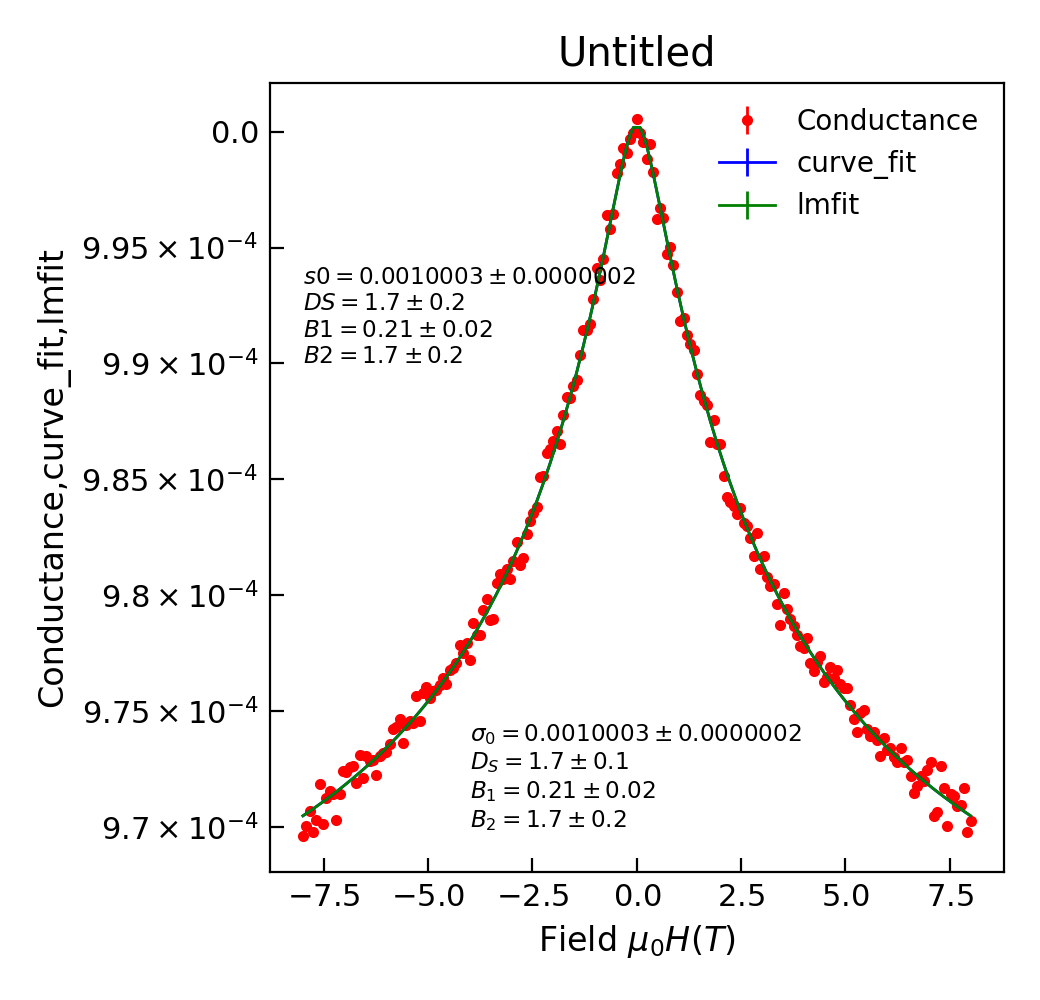 Untitled
Conductance
curve_fit
lmfit
0.0
9.95 × 10⁻⁴
9.9 × 10⁻⁴
9.85 × 10⁻⁴
9.8 × 10⁻⁴
9.75 × 10⁻⁴
9.7 × 10⁻⁴
Conductance,curve_fit,lmfit
s0 = 0.0010003 ± 0.0000002
DS = 1.7 ± 0.2
B1 = 0.21 ± 0.02
B2 = 1.7 ± 0.2
σ₀ = 0.0010003 ± 0.0000002
D_S = 1.7 ± 0.1
B₁ = 0.21 ± 0.02
B₂ = 1.7 ± 0.2
−7.5 −5.0 −2.5 0.0 2.5 5.0 7.5
Field μ₀H(T)